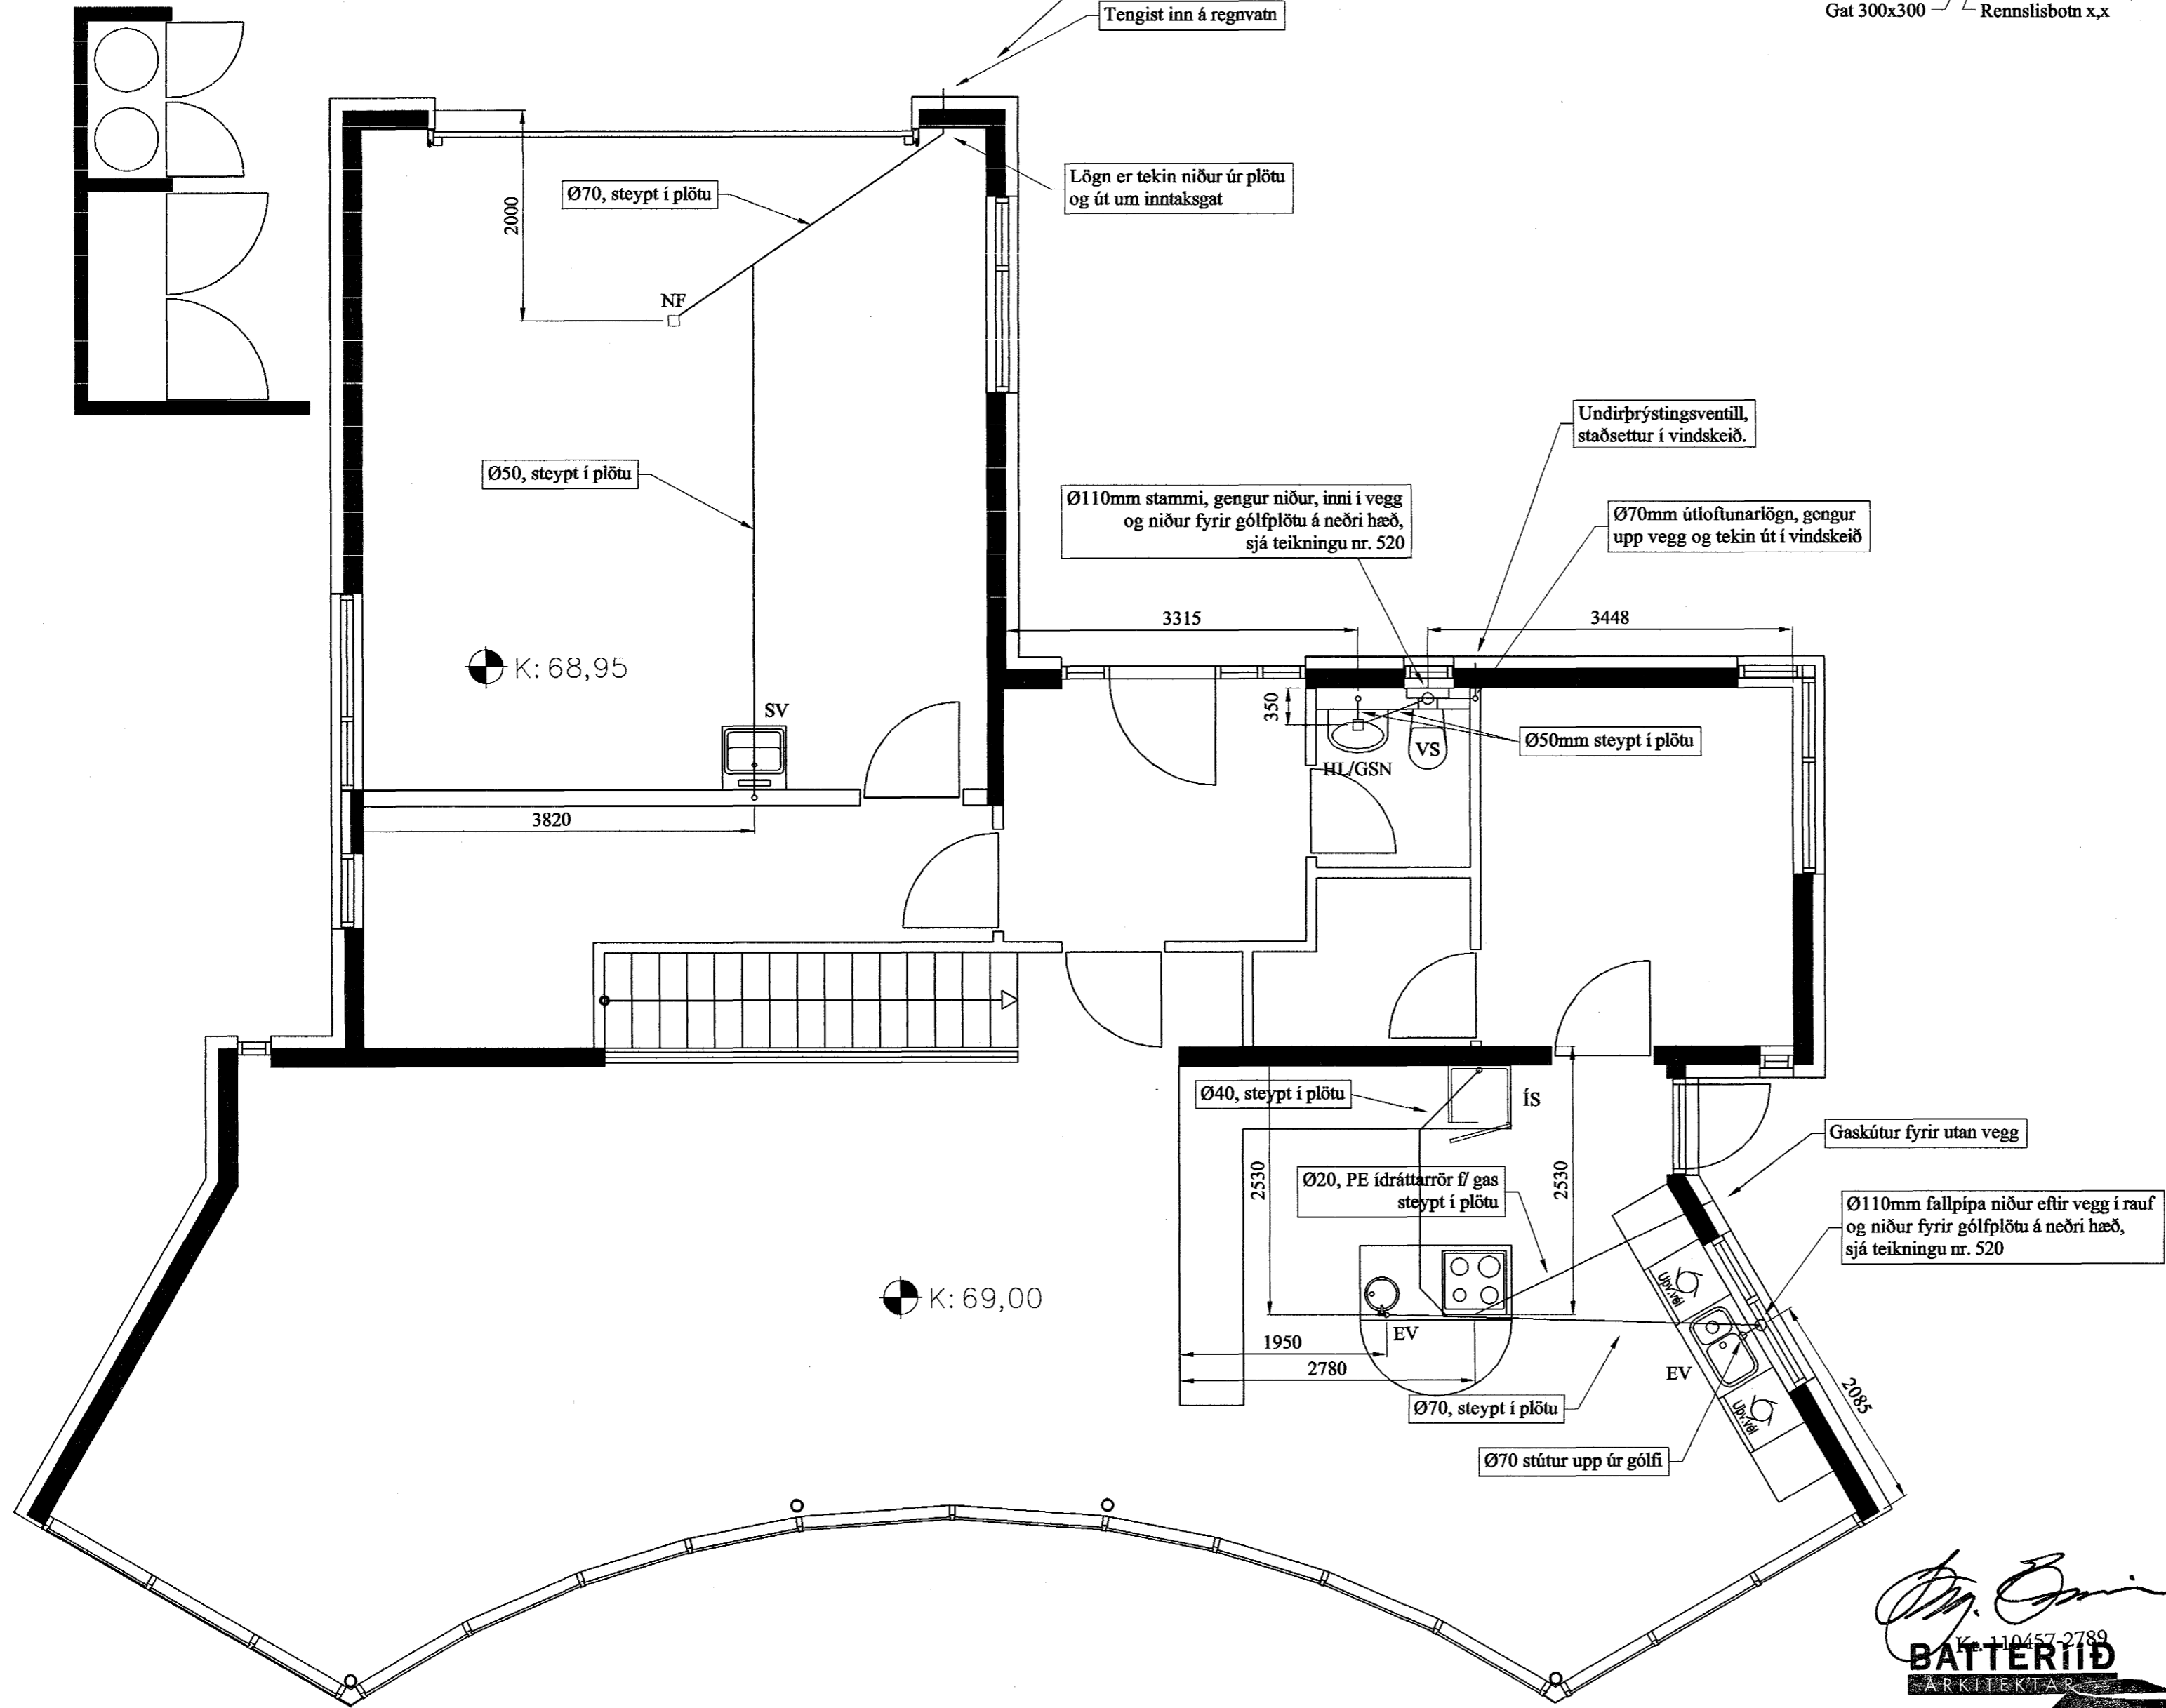 Tengist inn á regnvatn
Gat 300x300
Rennslisbotn x,x
Lögn er tekin niður úr plötu
og út um inntaksgat
Ø70, steypt í plötu
2000
NF
Undirþrýstingsventill,
staðsettur í vindskeið.
Ø50, steypt í plötu
Ø110mm stammi, gengur niður, inni í vegg
og niður fyrir gólfplötu á neðri hæð,
sjá teikningu nr. 520
Ø70mm útloftunarlögn, gengur
upp vegg og tekin út í vindskeið
3315
3448
K: 68,95
SV
350
VS
Ø50mm steypt í plötu
HL/GSN
3820
Ø40, steypt í plötu
ÍS
Gaskútur fyrir utan vegg
2530
Ø20, PE ídráttarrör f/ gas
steypt í plötu
2530
Ø110mm fallpípa niður eftir vegg í rauf
og niður fyrir gólfplötu á neðri hæð,
sjá teikningu nr. 520
Upv.vél
K: 69,00
EV
1950
2780
EV
2085
Upv.vél
Ø70, steypt í plötu
Ø70 stútur upp úr gólfi
Kt. 110457-2789
BATTERÍIÐ
ARKITEKTAR